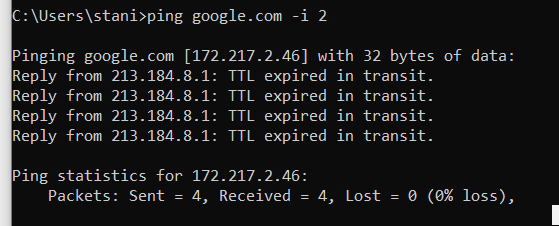 C:\Users\stani>ping google.com -i 2
Pinging google.com [172.217.2.46] with 32 bytes of data:
Reply from 213.184.8.1: TTL expired in transit.
Reply from 213.184.8.1: TTL expired in transit.
Reply from 213.184.8.1: TTL expired in transit.
Reply from 213.184.8.1: TTL expired in transit.
Ping statistics for 172.217.2.46:
Packets: Sent = 4, Received = 4, Lost = 0 (0% loss),